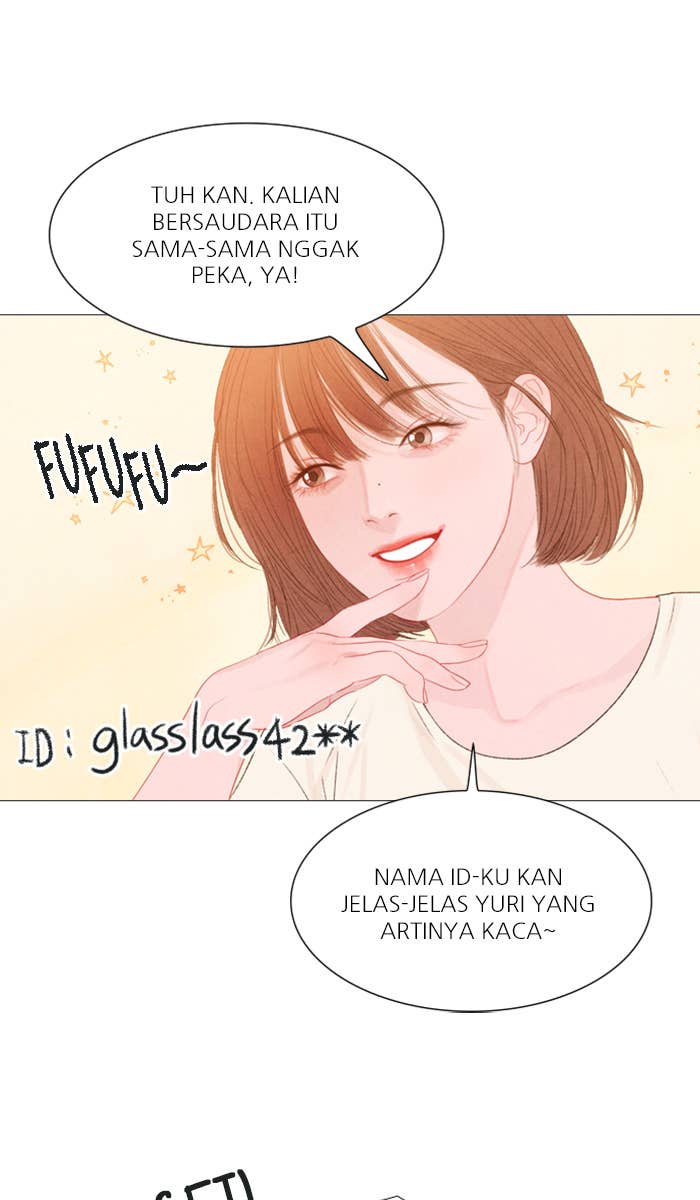 TUH KAN. KALIAN
BERSAUDARA ITU
SAMA-SAMA NGGAK
PEKA, YA!
FUFUFU~
ID: glasslass42**
NAMA ID-KU KAN
JELAS-JELAS YURI YANG
ARTINYA KACA~